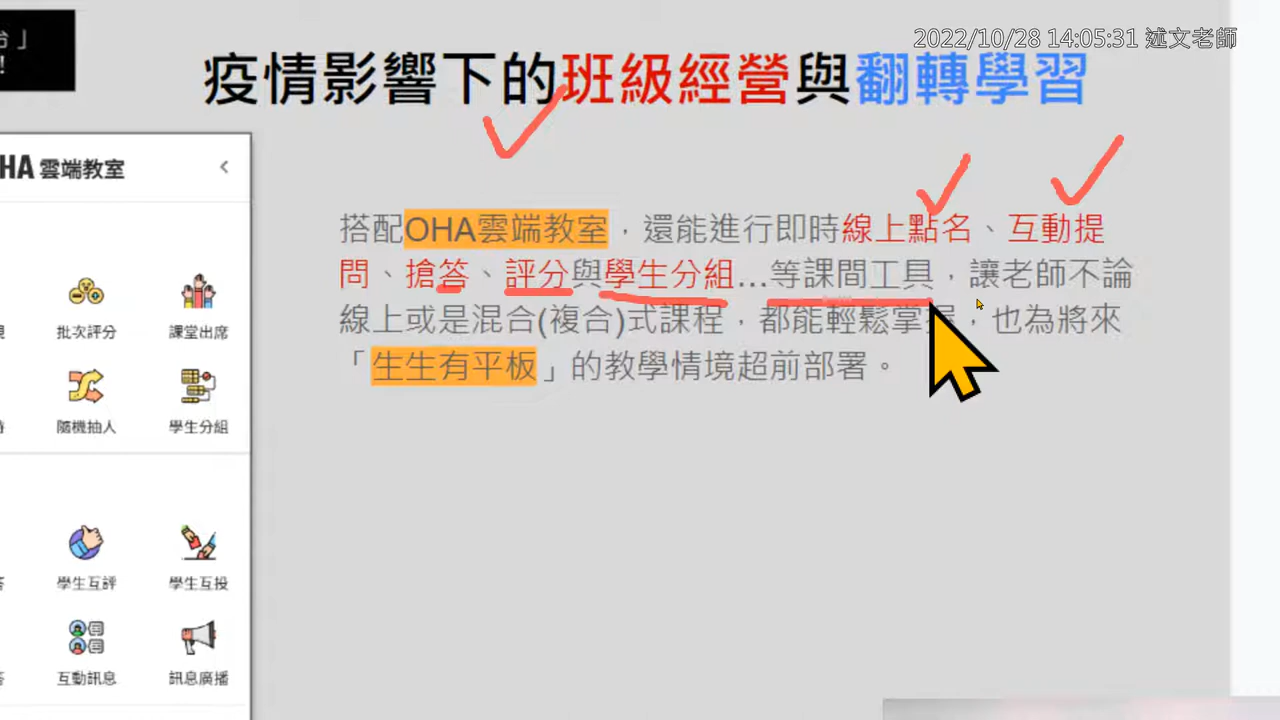 台」
!
2022/10/28 14:05:31 述文老師
疫情影響下的班級經營與翻轉學習
OHA 雲端教室
搭配OHA雲端教室，還能進行即時線上點名、互動提
問、搶答、評分與學生分組...等課間工具，讓老師不論
線上或是混合(複合)式課程，都能輕鬆掌握，也為將來
「生生有平板」的教學情境超前部署。
批次評分
課堂出席
隨機抽人
學生分組
學生互評
學生互投
互動訊息
訊息廣播